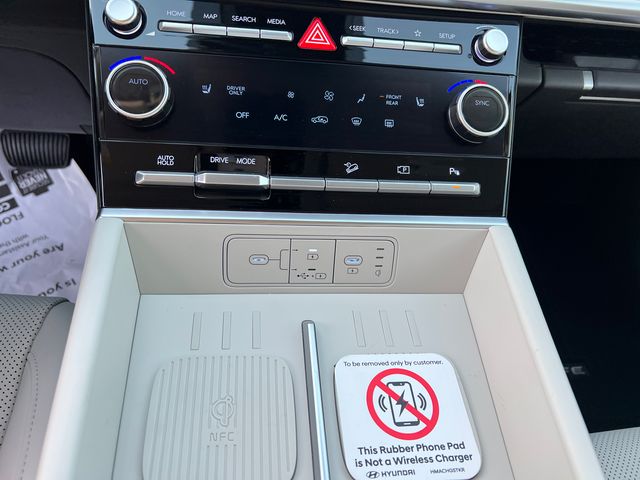 HOME MAP SEARCH MEDIA
< SEEK TRACK > ☆ SETUP
AUTO
DRIVER
ONLY
FRONT
REAR
SYNC
OFF A/C
AUTO
HOLD
DRIVE MODE
P
P
NFC
To be removed only by customer.
This Rubber Phone Pad
is Not a Wireless Charger
HYUNDAI HMACHGSTKR
FLOO